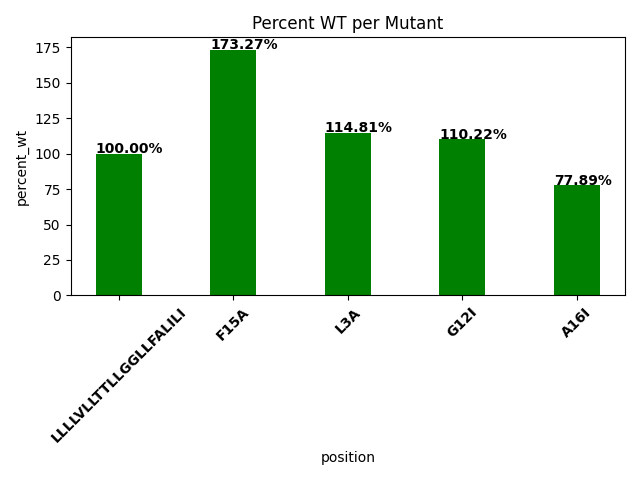 Percent WT per Mutant
percent_wt
175
150
125
100
75
50
25
0
100.00%
173.27%
114.81%
110.22%
77.89%
LLLLVLLTTLLGGLLFALILI
F15A
L3A
G12I
A16I
position